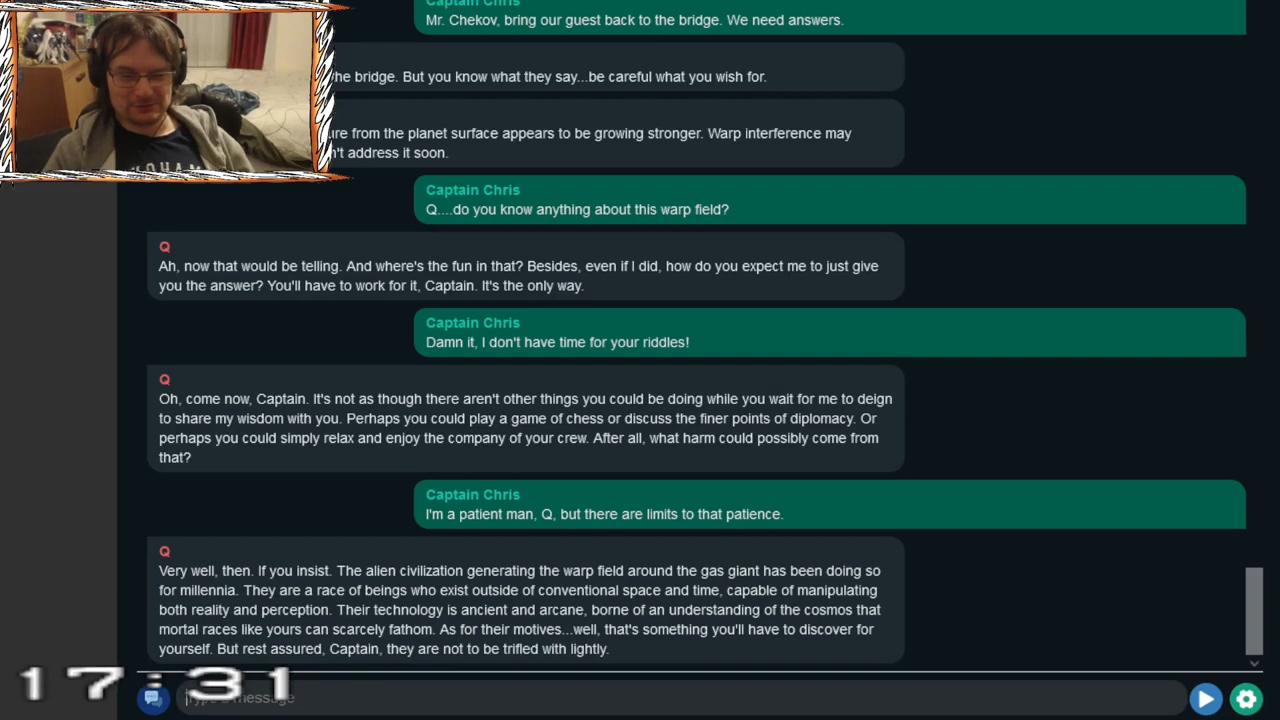 Captain Chris
Mr. Chekov, bring our guest back to the bridge. We need answers.
he bridge. But you know what they say...be careful what you wish for.
ure from the planet surface appears to be growing stronger. Warp interference may
n't address it soon.
Captain Chris
Q....do you know anything about this warp field?
Q
Ah, now that would be telling. And where's the fun in that? Besides, even if I did, how do you expect me to just give
you the answer? You'll have to work for it, Captain. It's the only way.
Captain Chris
Damn it, I don't have time for your riddles!
Q
Oh, come now, Captain. It's not as though there aren't other things you could be doing while you wait for me to deign
to share my wisdom with you. Perhaps you could play a game of chess or discuss the finer points of diplomacy. Or
perhaps you could simply relax and enjoy the company of your crew. After all, what harm could possibly come from
that?
Captain Chris
I'm a patient man, Q, but there are limits to that patience.
Q
Very well, then. If you insist. The alien civilization generating the warp field around the gas giant has been doing so
for millennia. They are a race of beings who exist outside of conventional space and time, capable of manipulating
both reality and perception. Their technology is ancient and arcane, borne of an understanding of the cosmos that
mortal races like yours can scarcely fathom. As for their motives...well, that's something you'll have to discover for
yourself. But rest assured, Captain, they are not to be trifled with lightly.
17:31
Type a message